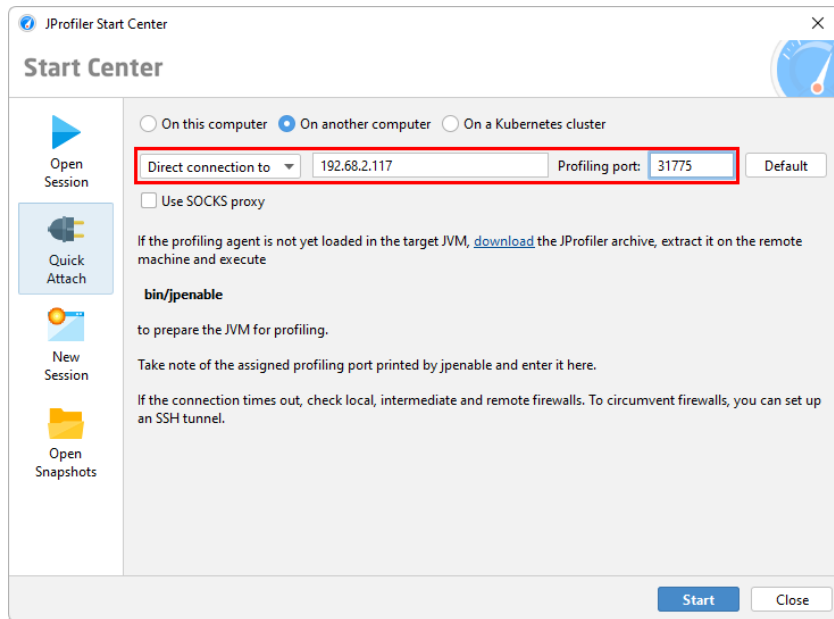 JProfiler Start Center
Start Center
Open
Session
Quick
Attach
New
Session
Open
Snapshots
On this computer On another computer On a Kubernetes cluster
Direct connection to 192.68.2.117 Profiling port: 31775 Default
Use SOCKS proxy
If the profiling agent is not yet loaded in the target JVM, download the JProfiler archive, extract it on the remote
machine and execute
bin/jpenable
to prepare the JVM for profiling.
Take note of the assigned profiling port printed by jpenable and enter it here.
If the connection times out, check local, intermediate and remote firewalls. To circumvent firewalls, you can set up
an SSH tunnel.
Start Close